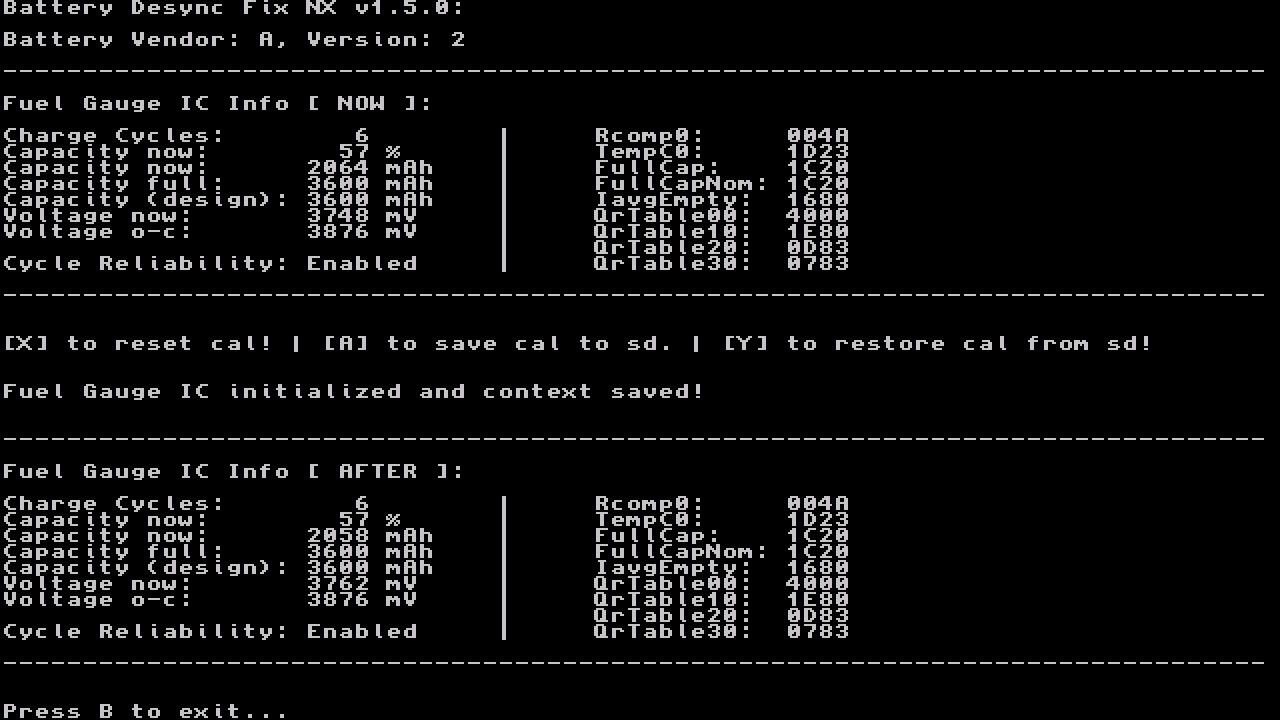 Battery Desync Fix NX v1.5.0:
Battery Vendor: A, Version: 2
-------------------------------------------------------------------------------
Fuel Gauge IC Info [ NOW ]:
Charge Cycles: 6 | Rcomp0: 004A
Capacity now: 57 % | TempC0: 1D23
Capacity now: 2064 mAh | FullCap: 1C20
Capacity full: 3600 mAh | FullCapNom: 1C20
Capacity (design): 3600 mAh | IavgEmpty: 1680
Voltage now: 3748 mV | QrTable00: 4000
Voltage o-c: 3876 mV | QrTable10: 1E80
| QrTable20: 0D83
Cycle Reliability: Enabled | QrTable30: 0783
-------------------------------------------------------------------------------
[X] to reset cal! | [A] to save cal to sd. | [Y] to restore cal from sd!
Fuel Gauge IC initialized and context saved!
-------------------------------------------------------------------------------
Fuel Gauge IC Info [ AFTER ]:
Charge Cycles: 6 | Rcomp0: 004A
Capacity now: 57 % | TempC0: 1D23
Capacity now: 2058 mAh | FullCap: 1C20
Capacity full: 3600 mAh | FullCapNom: 1C20
Capacity (design): 3600 mAh | IavgEmpty: 1680
Voltage now: 3762 mV | QrTable00: 4000
Voltage o-c: 3876 mV | QrTable10: 1E80
| QrTable20: 0D83
Cycle Reliability: Enabled | QrTable30: 0783
-------------------------------------------------------------------------------
Press B to exit...